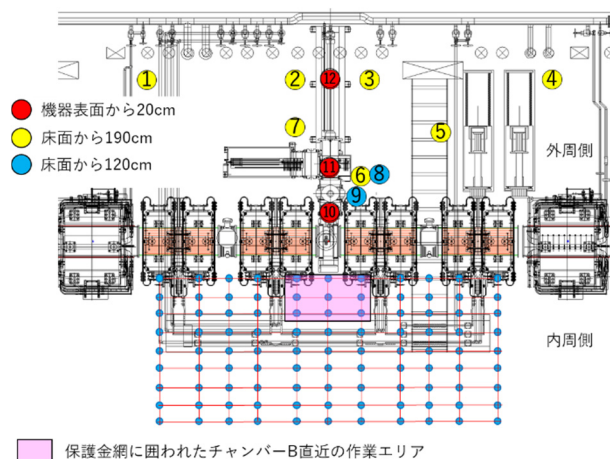 ① ② ⑫ ③ ④
機器表面から20cm
床面から190cm
床面から120cm
⑦ ⑤
外周側
⑪ ⑥ ⑧
⑨
⑩
内周側
保護金網に囲われたチャンバーB直近の作業エリア